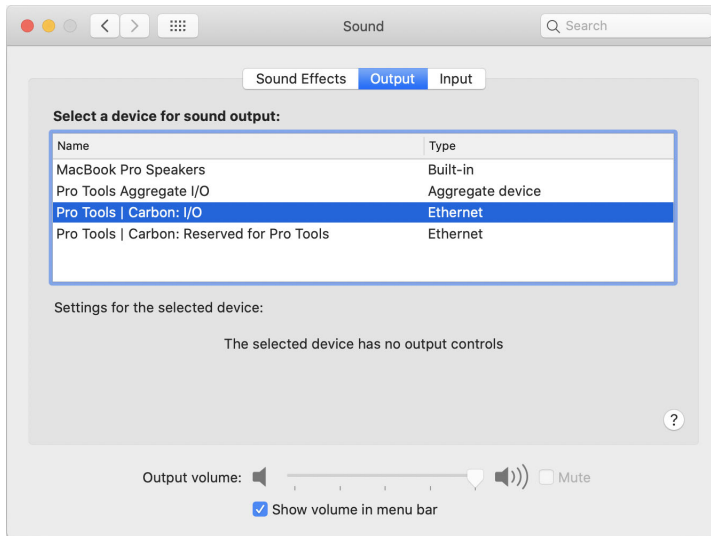 Sound
Search
Sound Effects Output Input
Select a device for sound output:
Name Type
MacBook Pro Speakers Built-in
Pro Tools Aggregate I/O Aggregate device
Pro Tools | Carbon: I/O Ethernet
Pro Tools | Carbon: Reserved for Pro Tools Ethernet
Settings for the selected device:
The selected device has no output controls
?
Output volume: Mute
Show volume in menu bar